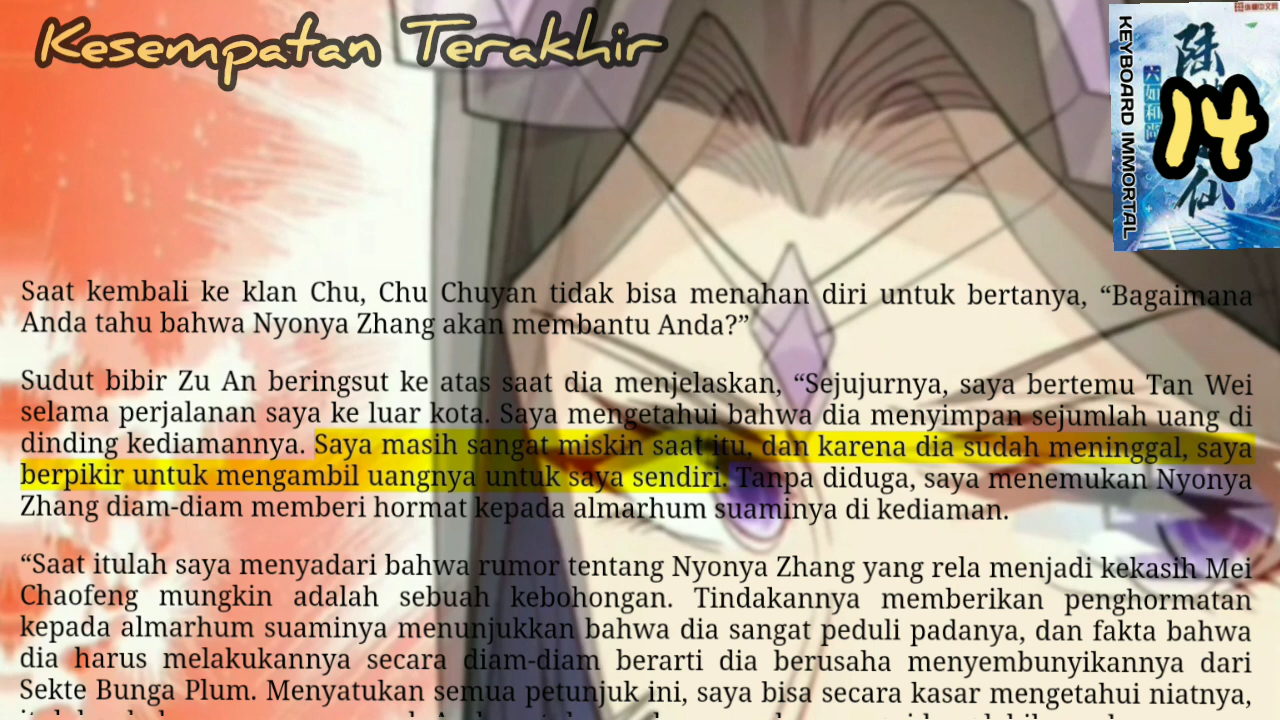 Kesempatan Terakhir
KEYBOARD IMMORTAL
陆
六如和尚
仙
14
Saat kembali ke klan Chu, Chu Chuyan tidak bisa menahan diri untuk bertanya, “Bagaimana
Anda tahu bahwa Nyonya Zhang akan membantu Anda?”
Sudut bibir Zu An beringsut ke atas saat dia menjelaskan, “Sejujurnya, saya bertemu Tan Wei
selama perjalanan saya ke luar kota. Saya mengetahui bahwa dia menyimpan sejumlah uang di
dinding kediamannya. Saya masih sangat miskin saat itu, dan karena dia sudah meninggal, saya
berpikir untuk mengambil uangnya untuk saya sendiri. Tanpa diduga, saya menemukan Nyonya
Zhang diam-diam memberi hormat kepada almarhum suaminya di kediaman.
“Saat itulah saya menyadari bahwa rumor tentang Nyonya Zhang yang rela menjadi kekasih Mei
Chaofeng mungkin adalah sebuah kebohongan. Tindakannya memberikan penghormatan
kepada almarhum suaminya menunjukkan bahwa dia sangat peduli padanya, dan fakta bahwa
dia harus melakukannya secara diam-diam berarti dia berusaha menyembunyikannya dari
Sekte Bunga Plum. Menyatukan semua petunjuk ini, saya bisa secara kasar mengetahui niatnya,